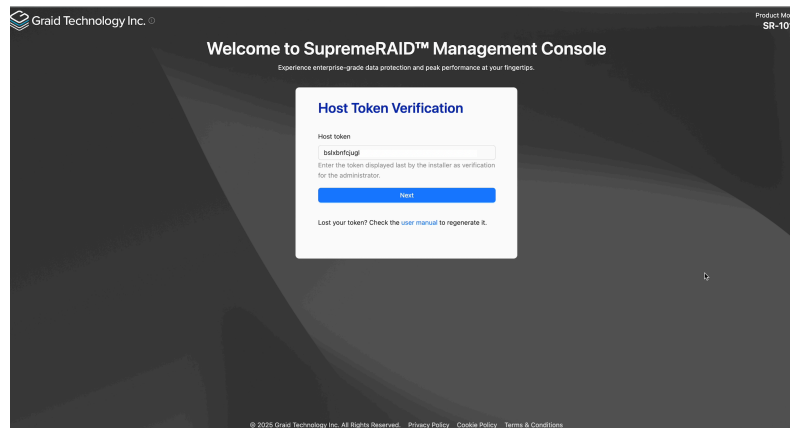 Graid Technology Inc.
Product Mo
SR-10
Welcome to SupremeRAID™ Management Console
Experience enterprise-grade data protection and peak performance at your fingertips.
Host Token Verification
Host token
bslxbnfcjugl
Enter the token displayed last by the installer as verification
for the administrator.
Next
Lost your token? Check the user manual to regenerate it.
© 2025 Graid Technology Inc. All Rights Reserved. Privacy Policy Cookie Policy Terms & Conditions